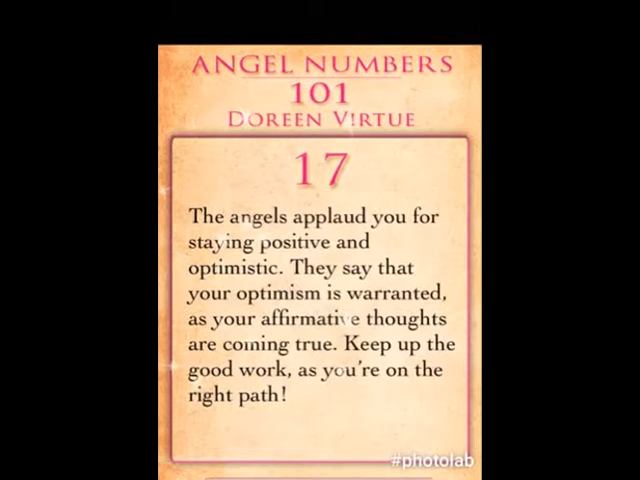 ANGEL NUMBERS
101
DOREEN VIRTUE
17
The angels applaud you for
staying positive and
optimistic. They say that
your optimism is warranted,
as your affirmative thoughts
are coming true. Keep up the
good work, as you're on the
right path!
#photolab